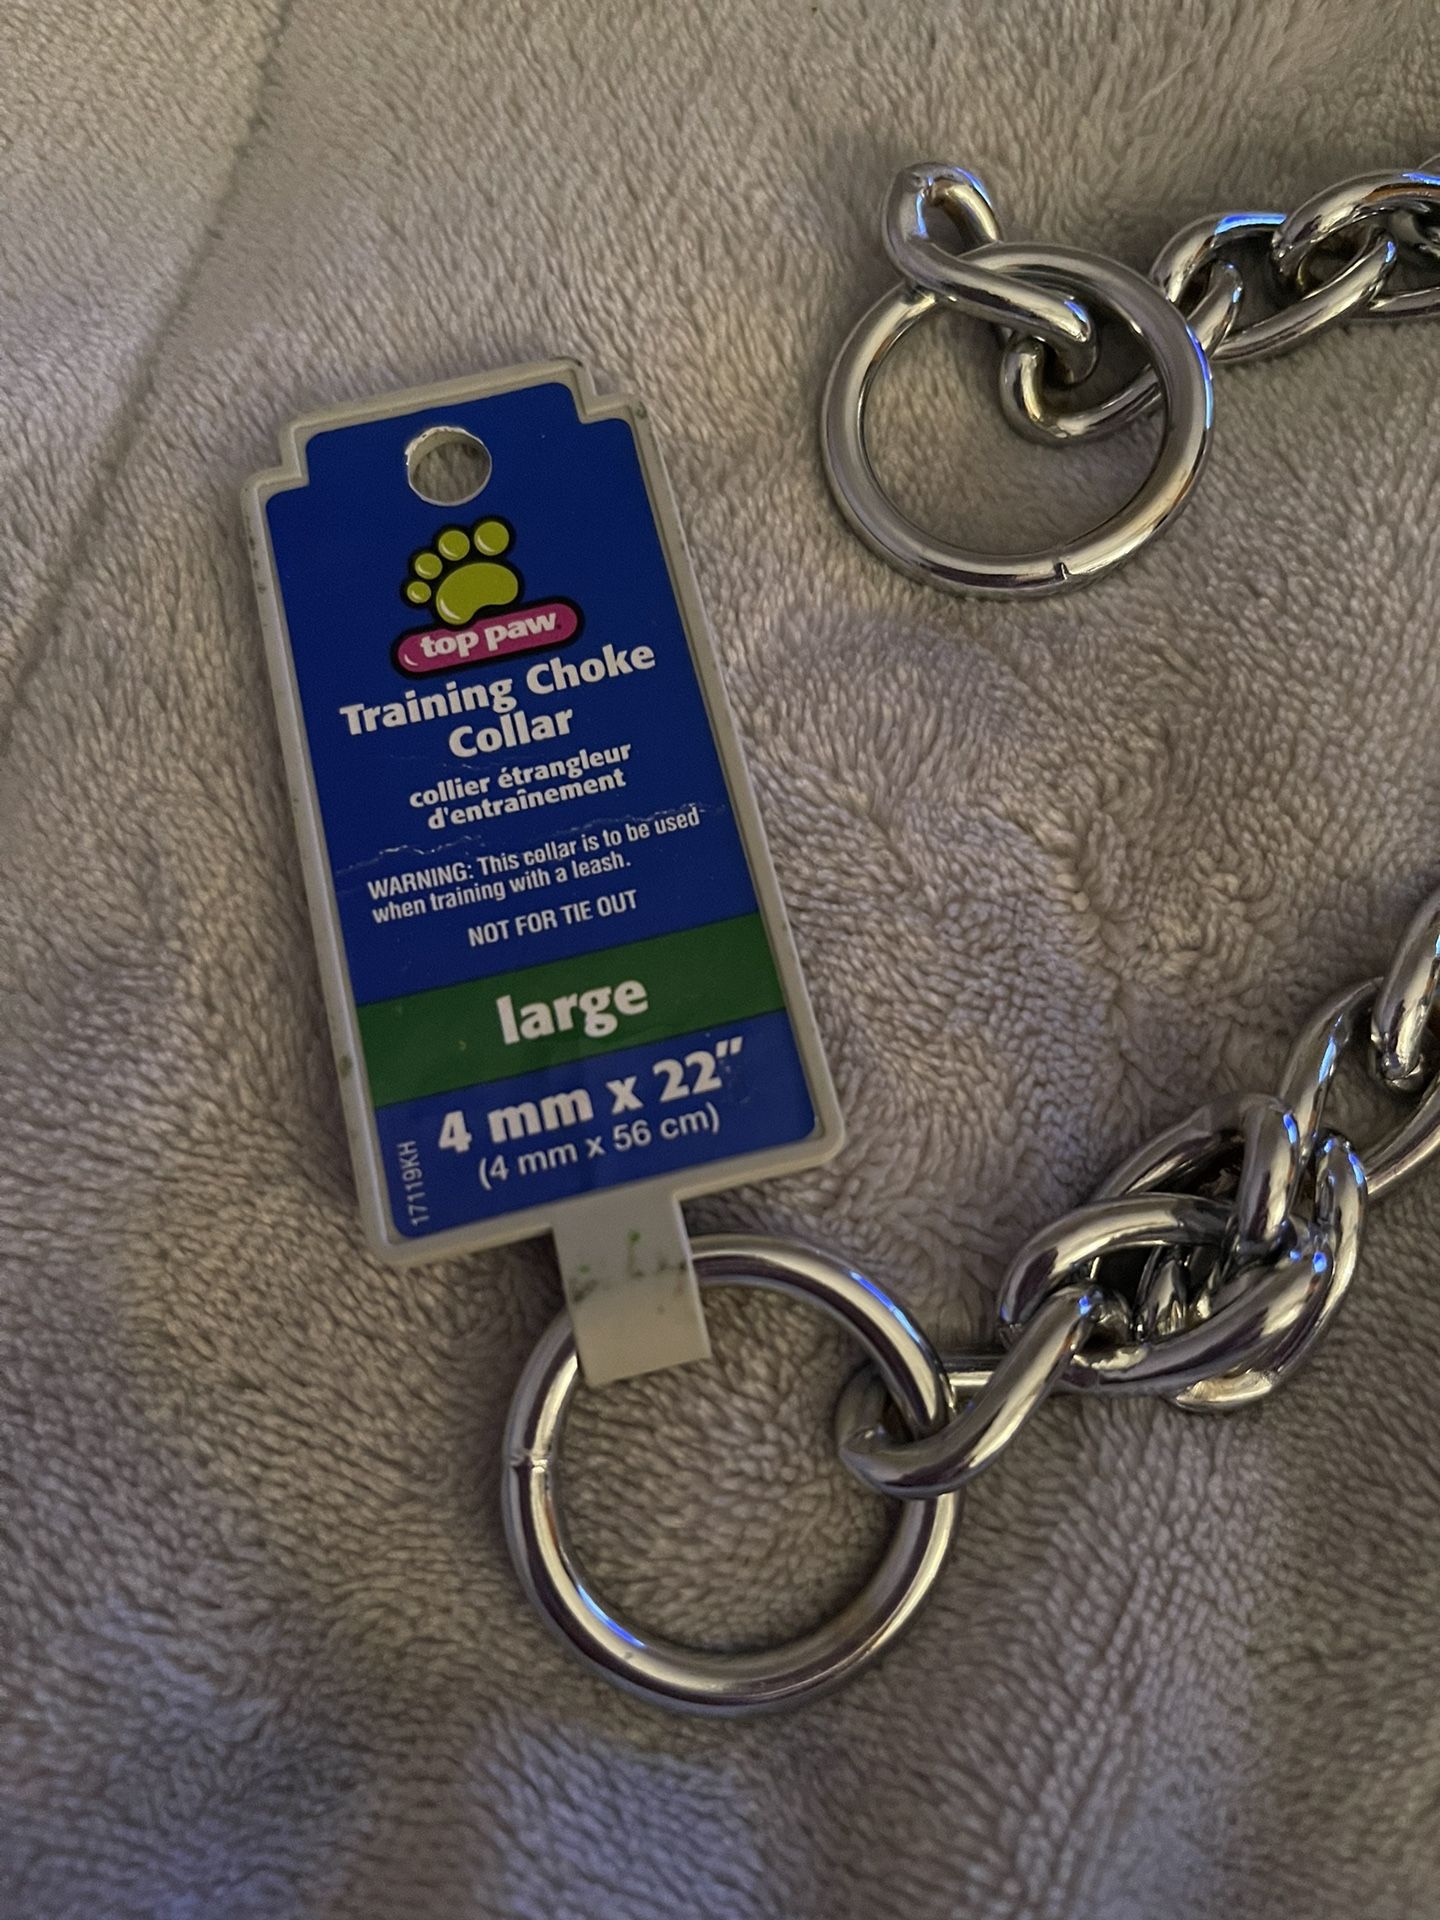 top paw
Training Choke
Collar
collier étrangleur
d'entraînement
WARNING: This collar is to be used
when training with a leash.
NOT FOR TIE OUT
large
4 mm x 22"
(4 mm x 56 cm)
17119KH